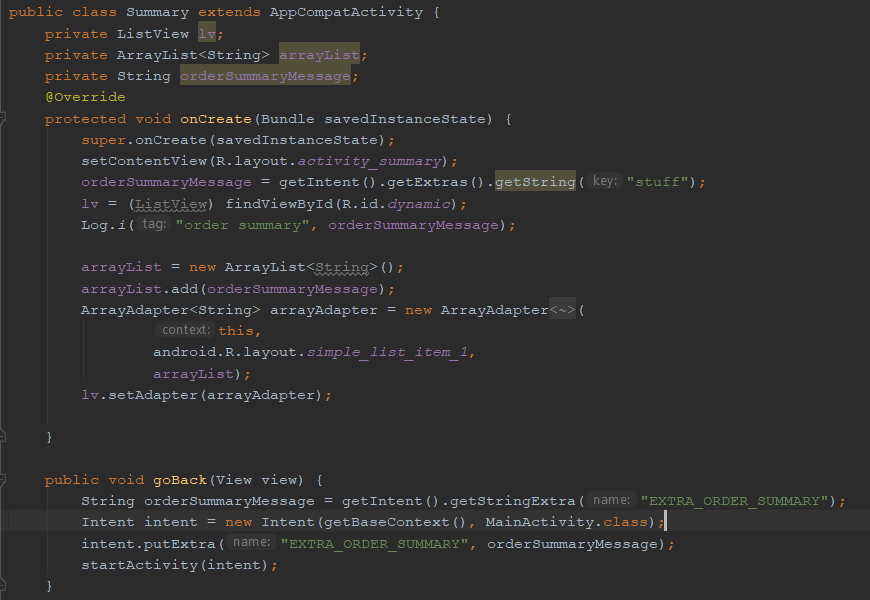 public class Summary extends AppCompatActivity {
    private ListView lv;
    private ArrayList<String> arrayList;
    private String orderSummaryMessage;
    @Override
    protected void onCreate(Bundle savedInstanceState) {
        super.onCreate(savedInstanceState);
        setContentView(R.layout.activity_summary);
        orderSummaryMessage = getIntent().getExtras().getString( key: "stuff");
        lv = (ListView) findViewById(R.id.dynamic);
        Log.i( tag: "order summary", orderSummaryMessage);
        arrayList = new ArrayList<String>();
        arrayList.add(orderSummaryMessage);
        ArrayAdapter<String> arrayAdapter = new ArrayAdapter<~>(
                context: this,
                android.R.layout.simple_list_item_1,
                arrayList);
        lv.setAdapter(arrayAdapter);
    }
    public void goBack(View view) {
        String orderSummaryMessage = getIntent().getStringExtra( name: "EXTRA_ORDER_SUMMARY");
        Intent intent = new Intent(getBaseContext(), MainActivity.class);
        intent.putExtra( name: "EXTRA_ORDER_SUMMARY", orderSummaryMessage);
        startActivity(intent);
    }